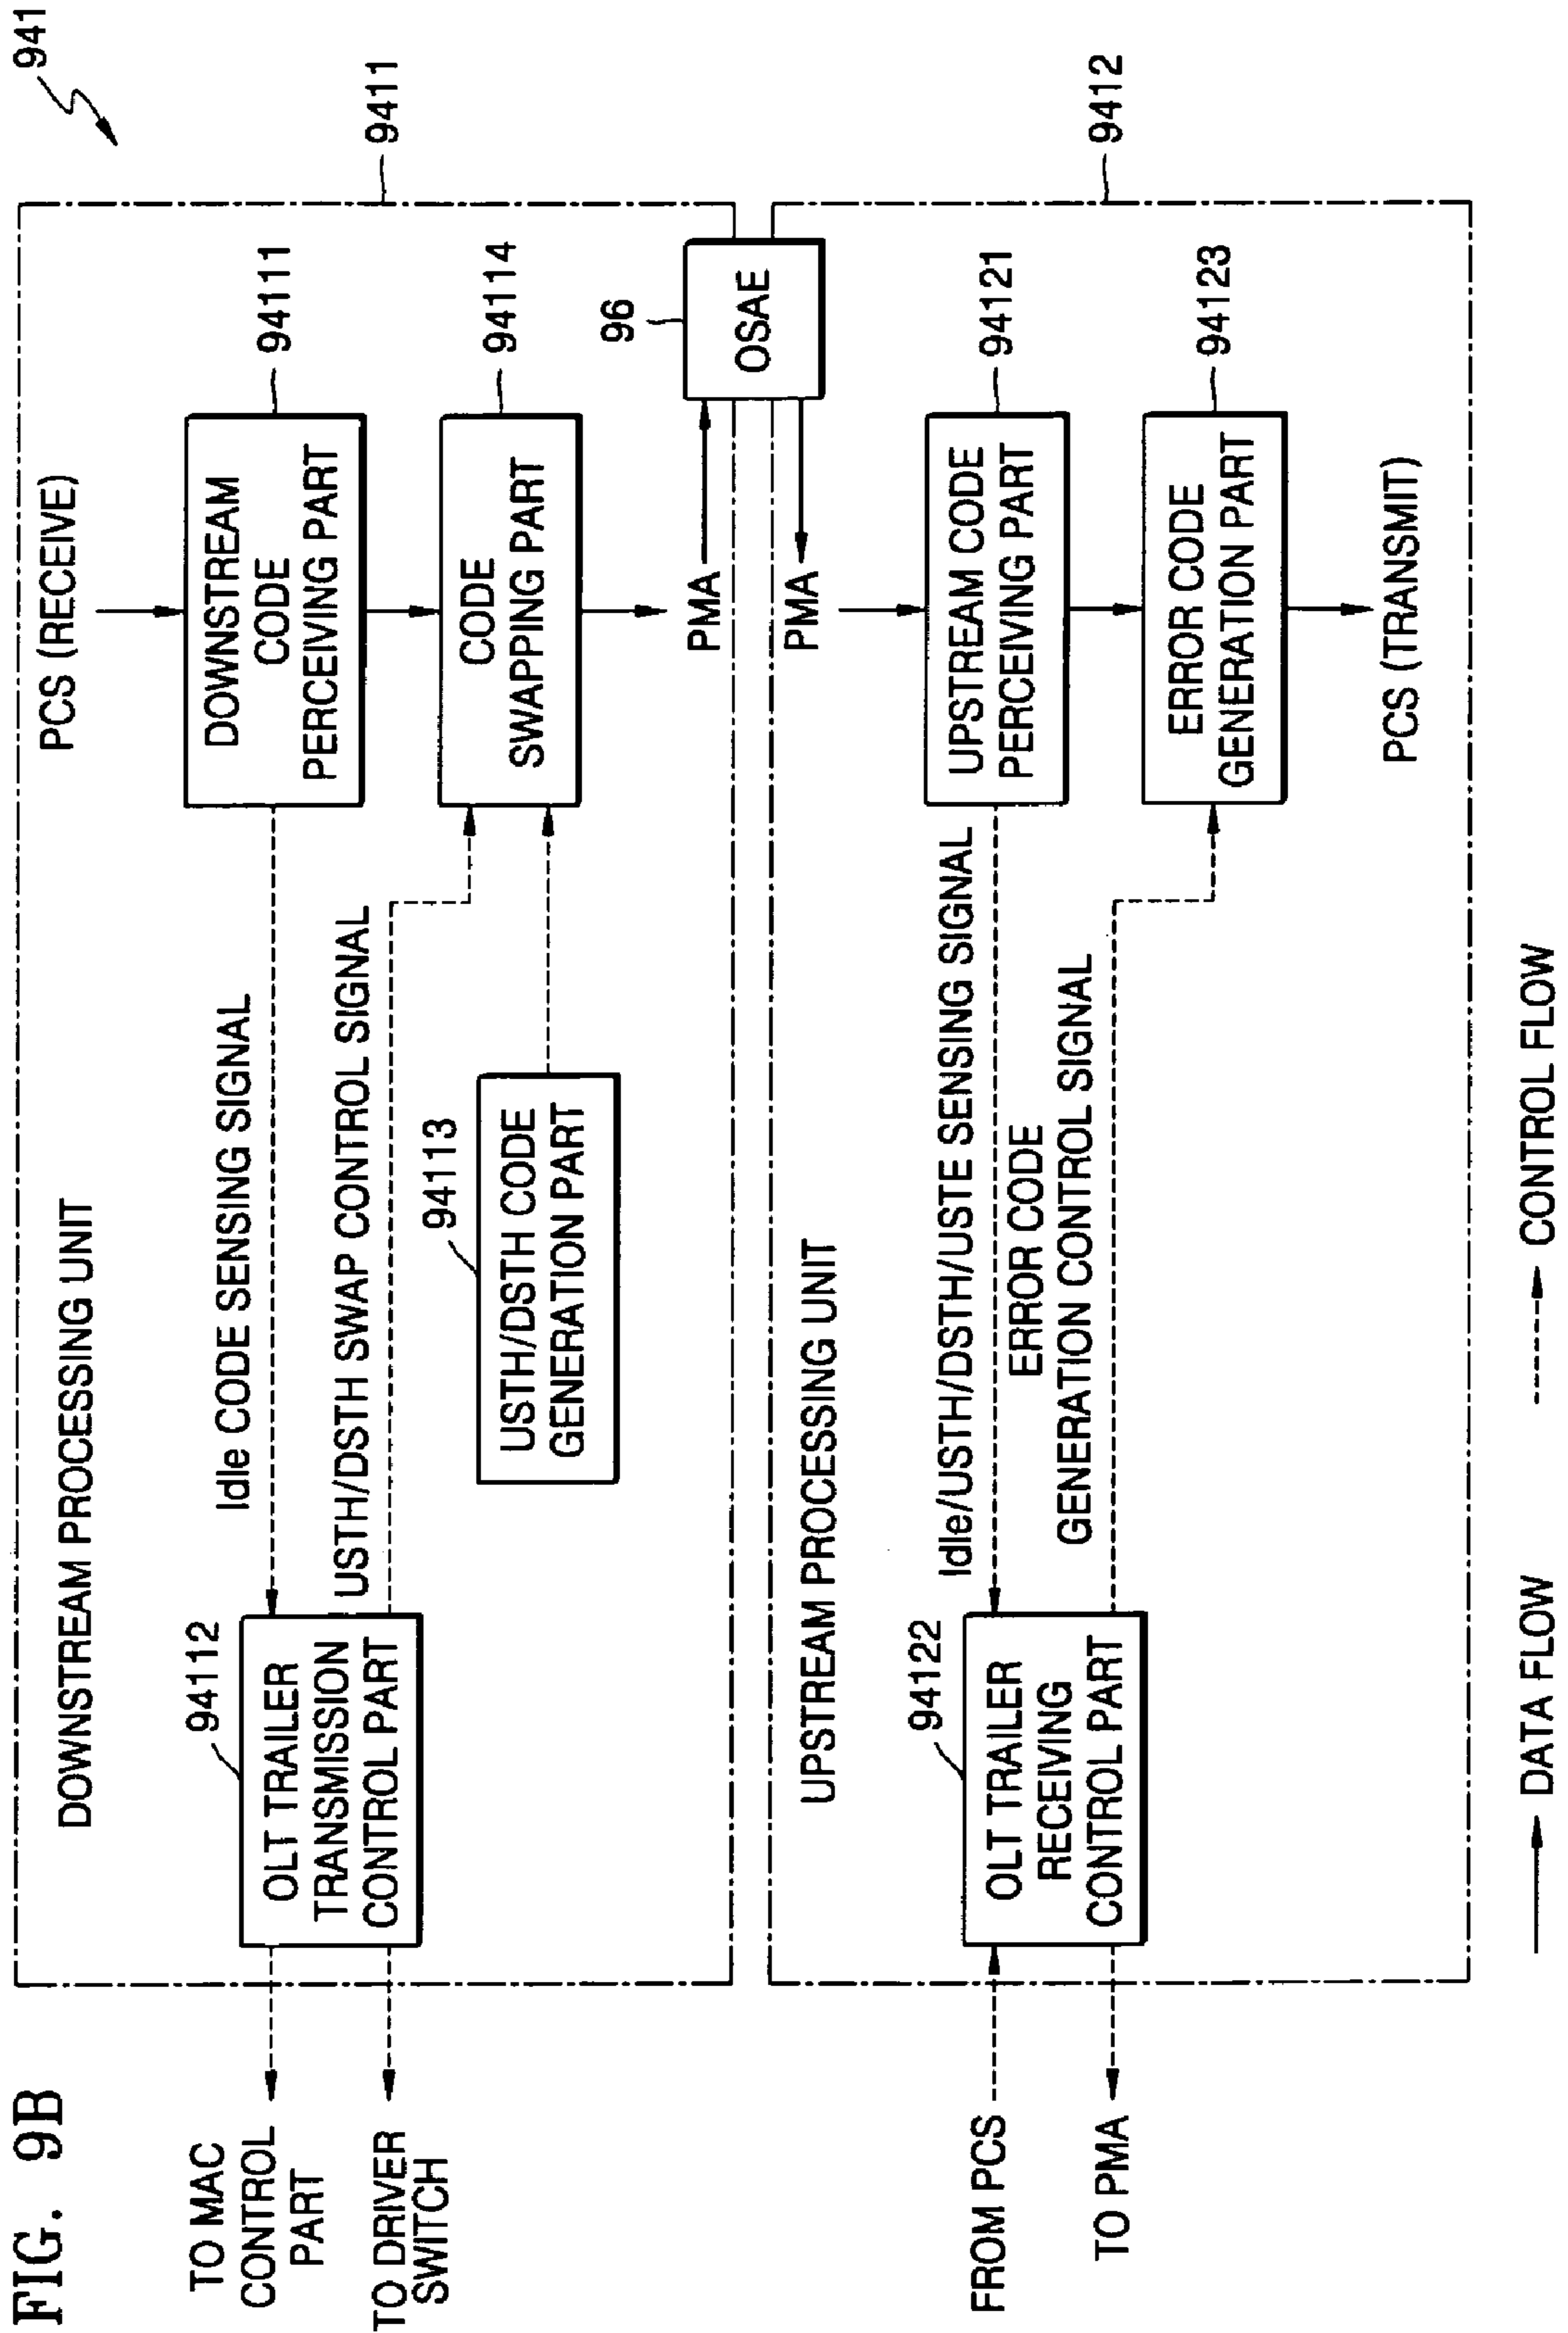 FIG. 9B
941
DOWNSTREAM PROCESSING UNIT
9411
PCS (RECEIVE)
TO MAC
CONTROL
PART
TO DRIVER
SWITCH
94112
OLT TRAILER
TRANSMISSION
CONTROL PART
Idle CODE SENSING SIGNAL
USTH/DSTH SWAP CONTROL SIGNAL
94111
DOWNSTREAM
CODE
PERCEIVING PART
94113
USTH/DSTH CODE
GENERATION PART
94114
CODE
SWAPPING PART
PMA
96
OSAE
PMA
UPSTREAM PROCESSING UNIT
9412
FROM PCS
TO PMA
94122
OLT TRAILER
RECEIVING
CONTROL PART
Idle/USTH/DSTH/USTE SENSING SIGNAL
ERROR CODE
GENERATION CONTROL SIGNAL
94121
UPSTREAM CODE
PERCEIVING PART
94123
ERROR CODE
GENERATION PART
PCS (TRANSMIT)
DATA FLOW
CONTROL FLOW